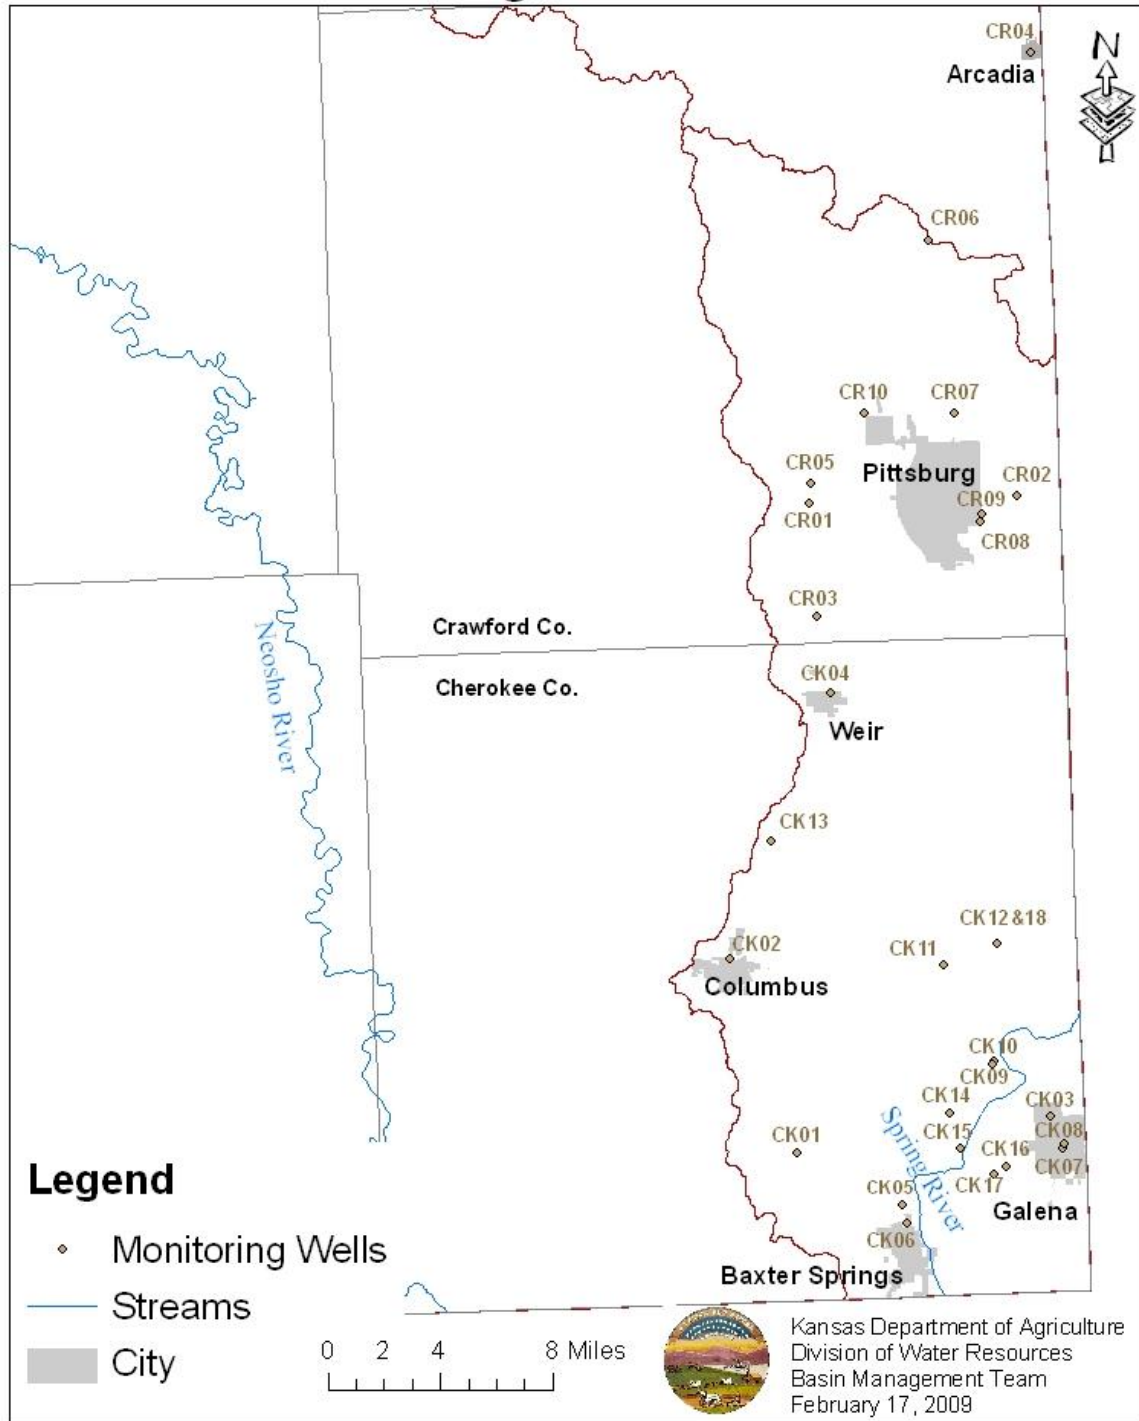 CR04
Arcadia
N
CR06
CR10
CR07
CR05
Pittsburg
CR02
CR09
CR01
CR08
CR03
Crawford Co.
Neosho River
Cherokee Co.
CK04
Weir
CK13
CK12&18
CK02
CK11
Columbus
CK10
CK09
CK14
CK03
Spring River
CK01
CK15
CK16
CK08
CK07
CK17
CK05
Galena
CK06
Baxter Springs
Legend
Monitoring Wells
Streams
City
0 2 4 8 Miles
Kansas Department of Agriculture
Division of Water Resources
Basin Management Team
February 17, 2009